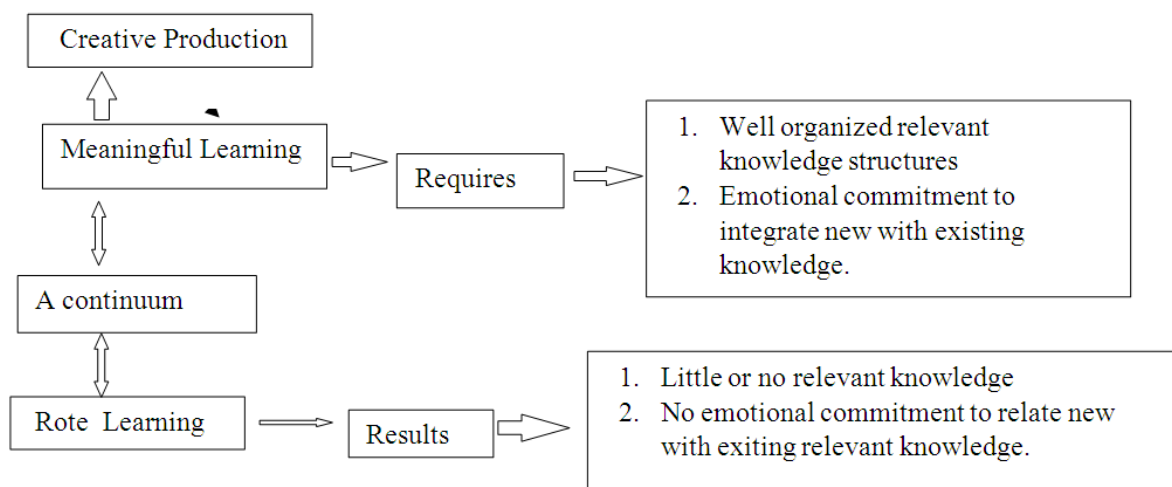 Creative Production
Meaningful Learning
Requires
1. Well organized relevant
knowledge structures
2. Emotional commitment to
integrate new with existing
knowledge.
A continuum
Rote Learning
Results
1. Little or no relevant knowledge
2. No emotional commitment to relate new
with exiting relevant knowledge.